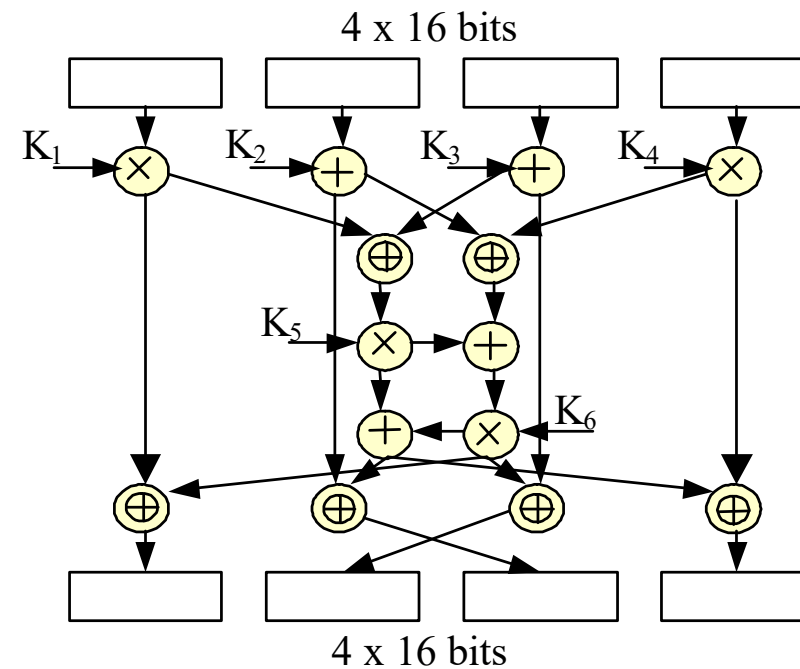 4 x 16 bits
K₁ K₂ K₃ K₄
K₅
K₆
4 x 16 bits